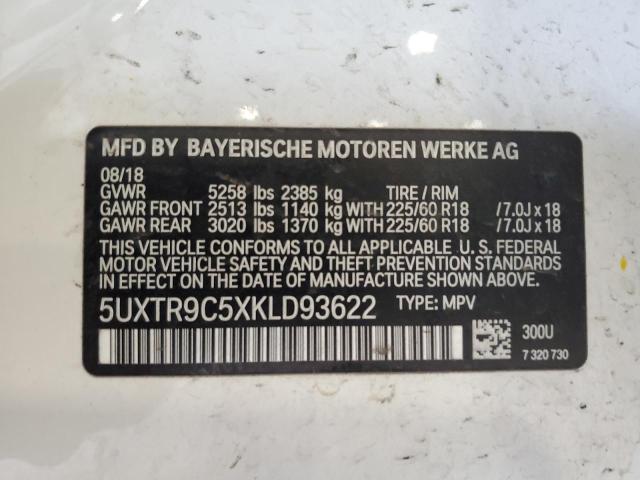 MFD BY BAYERISCHE MOTOREN WERKE AG
08/18
GVWR 5258 lbs 2385 kg TIRE / RIM
GAWR FRONT 2513 lbs 1140 kg WITH 225/60 R18 /7.0J x 18
GAWR REAR 3020 lbs 1370 kg WITH 225/60 R18 /7.0J x 18
THIS VEHICLE CONFORMS TO ALL APPLICABLE U. S. FEDERAL
MOTOR VEHICLE SAFETY AND THEFT PREVENTION STANDARDS
IN EFFECT ON THE DATE OF MANUFACTURE SHOWN ABOVE.
5UXTR9C5XKLD93622 TYPE: MPV
300U
7 320 730